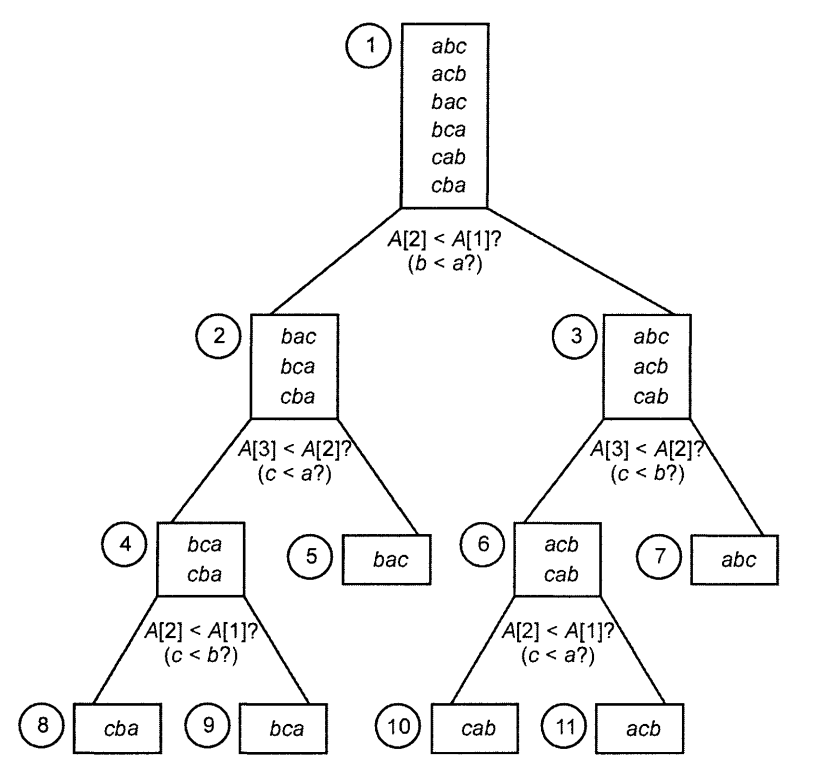 1
abc
acb
bac
bca
cab
cba
A[2] < A[1]?
(b < a?)
2
bac
bca
cba
3
abc
acb
cab
A[3] < A[2]?
(c < a?)
A[3] < A[2]?
(c < b?)
4
bca
cba
5
bac
6
acb
cab
7
abc
A[2] < A[1]?
(c < b?)
A[2] < A[1]?
(c < a?)
8
cba
9
bca
10
cab
11
acb